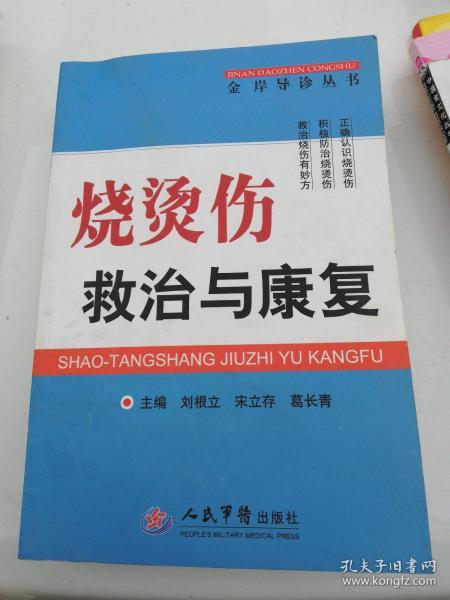 JINAN DAOZHEN CONGSHU
金岸导诊丛书
正确认识烧烫伤
积极防治烧烫伤
救治烧伤有妙方
烧烫伤
救治与康复
SHAO-TANGSHANG JIUZHI YU KANGFU
主编 刘根立 宋立存 葛长青
人民军醫出版社
PEOPLE'S MILITARY MEDICAL PRESS
孔夫子旧书网
www.kongfz.com